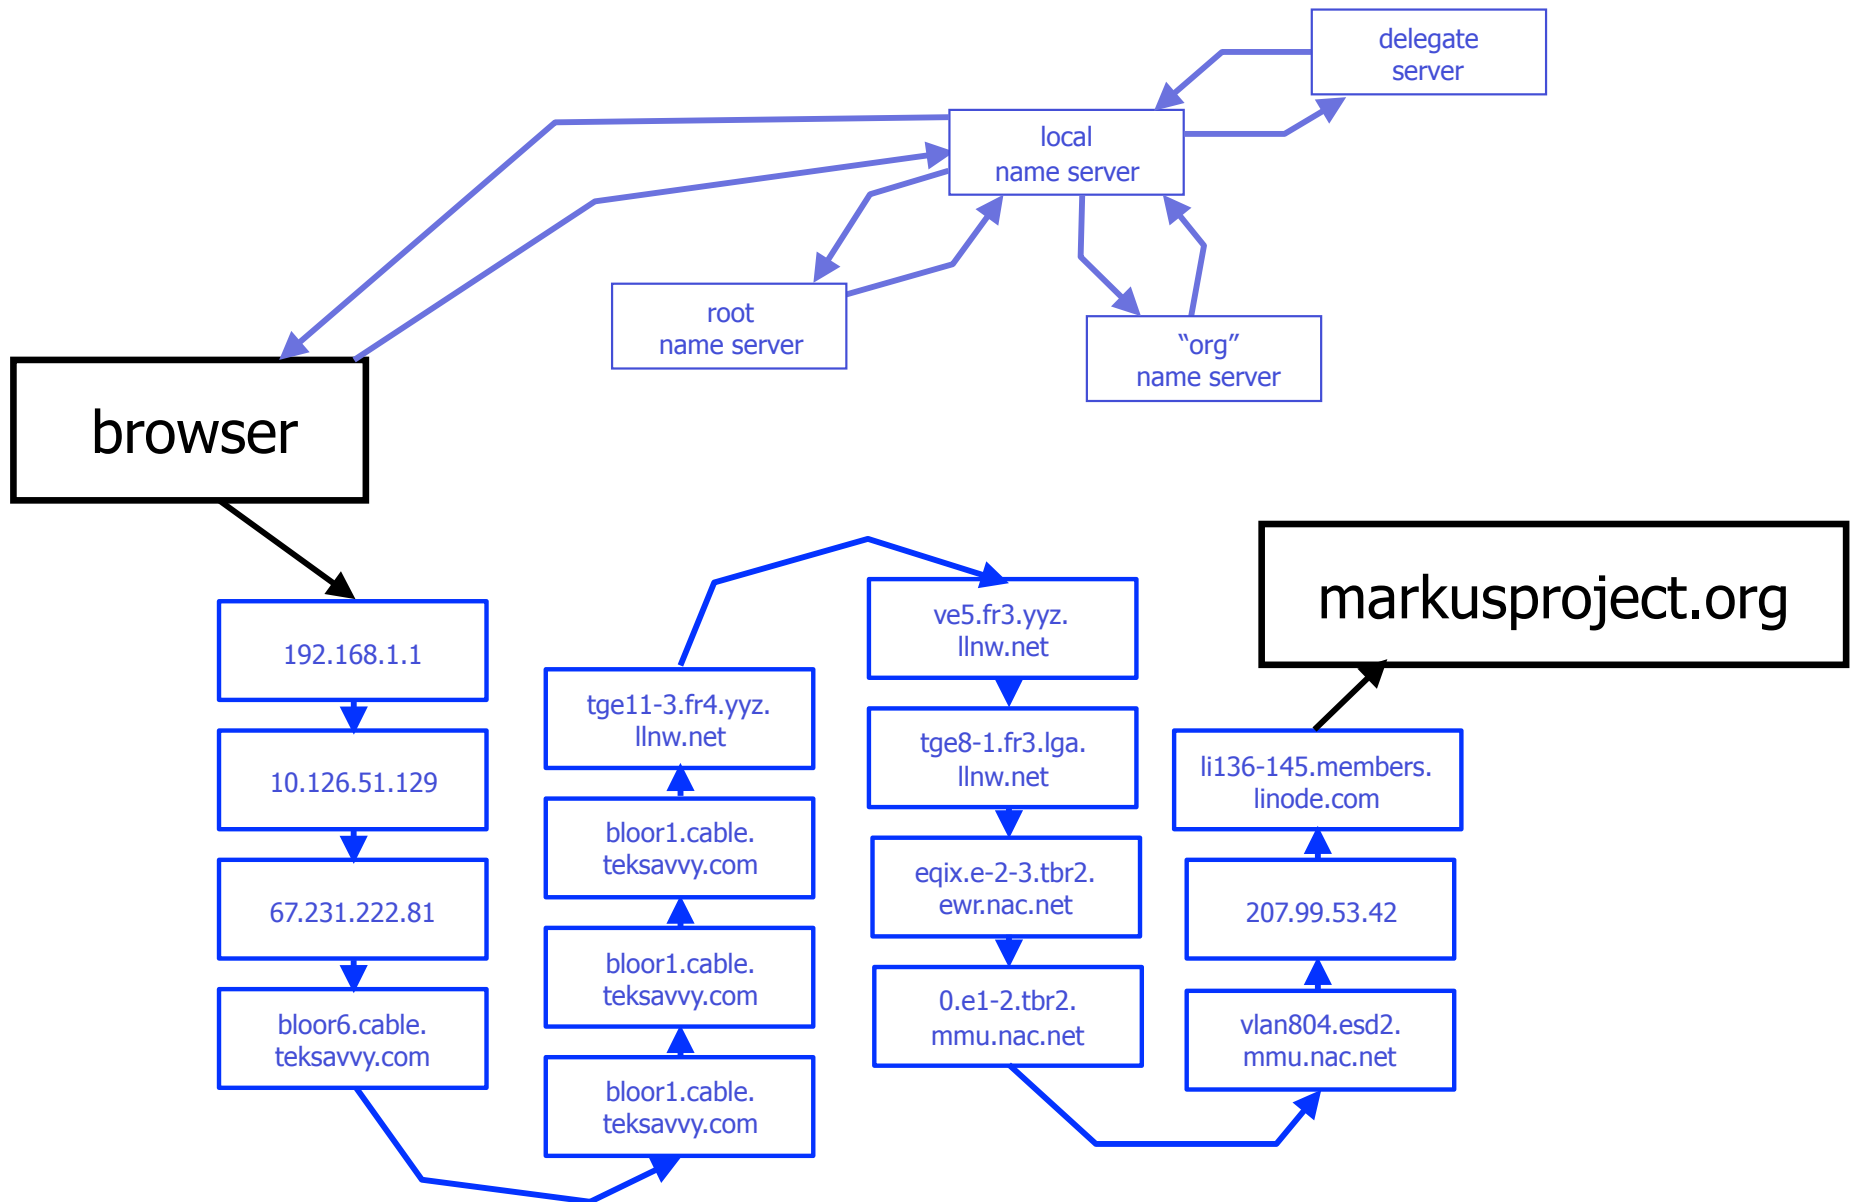 delegate
server
local
name server
root
name server
“org”
name server
browser
markusproject.org
192.168.1.1
10.126.51.129
67.231.222.81
bloor6.cable.
teksavvy.com
tge11-3.fr4.yyz.
llnw.net
bloor1.cable.
teksavvy.com
bloor1.cable.
teksavvy.com
bloor1.cable.
teksavvy.com
ve5.fr3.yyz.
llnw.net
tge8-1.fr3.lga.
llnw.net
eqix.e-2-3.tbr2.
ewr.nac.net
0.e1-2.tbr2.
mmu.nac.net
li136-145.members.
linode.com
207.99.53.42
vlan804.esd2.
mmu.nac.net